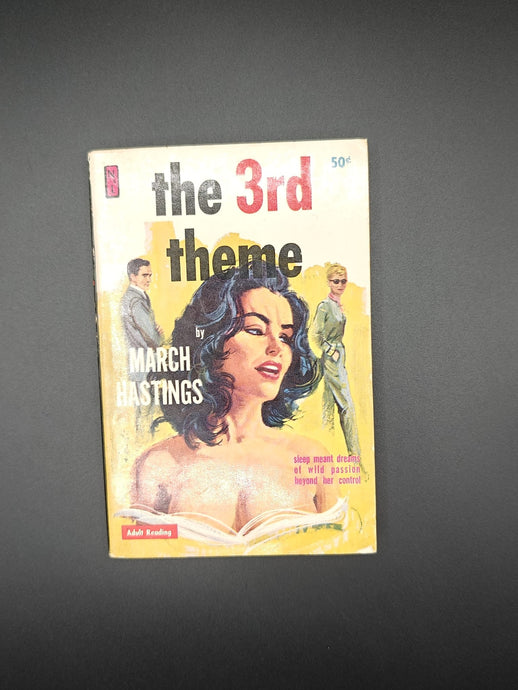 50¢
the 3rd
theme
by
MARCH
HASTINGS
sleep meant dreams
of wild passion
beyond her control
Adult Reading